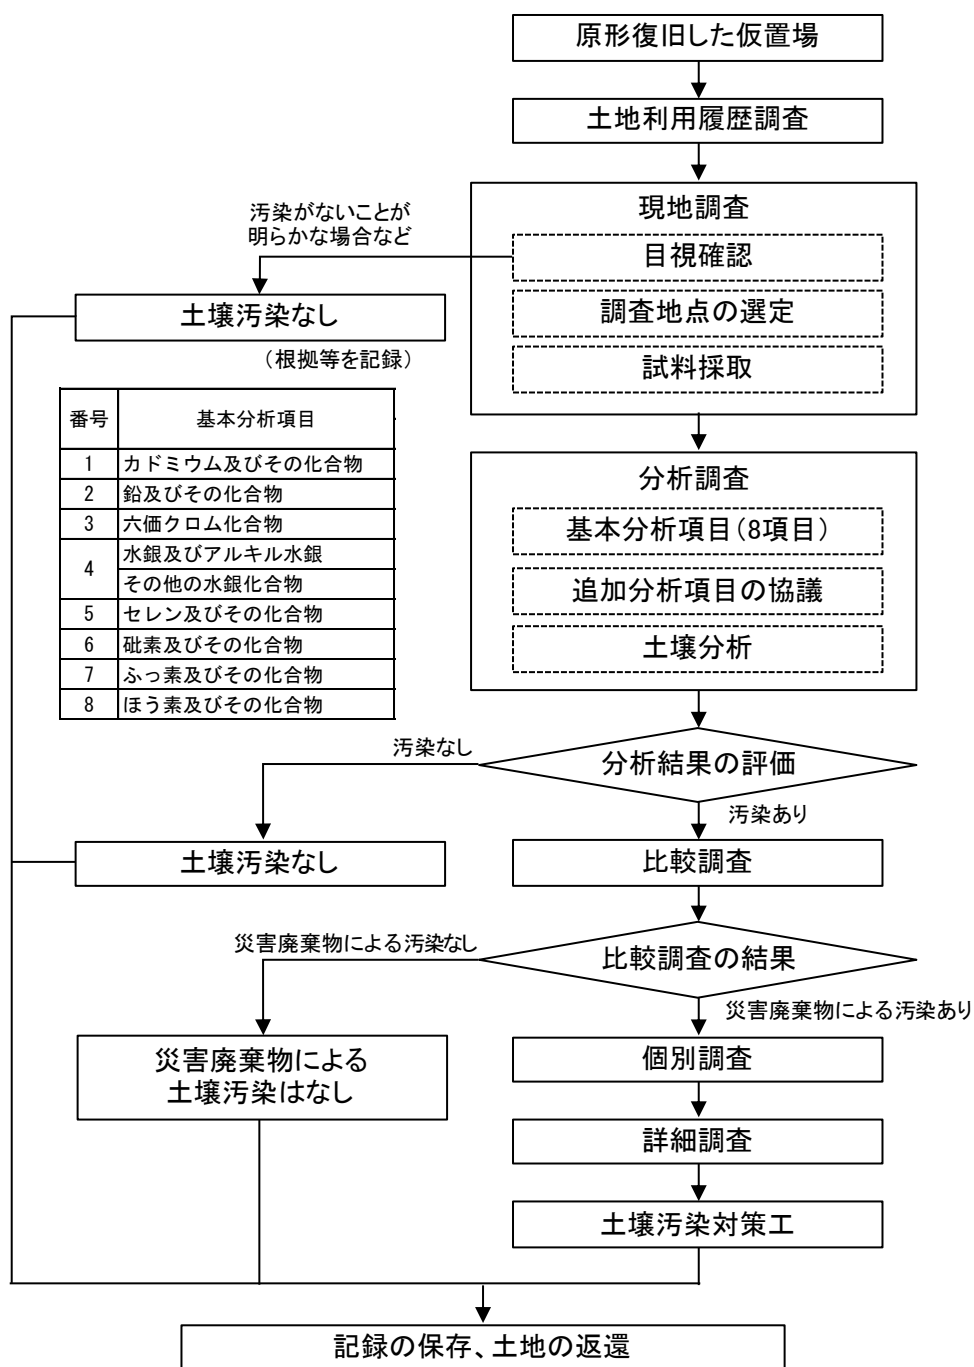 原形復旧した仮置場
土地利用履歴調査
現地調査
目視確認
調査地点の選定
試料採取
汚染がないことが
明らかな場合など
土壌汚染なし
（根拠等を記録）
番号 基本分析項目
1 カドミウム及びその化合物
2 鉛及びその化合物
3 六価クロム化合物
4 水銀及びアルキル水銀
その他の水銀化合物
5 セレン及びその化合物
6 砒素及びその化合物
7 ふっ素及びその化合物
8 ほう素及びその化合物
分析調査
基本分析項目（8項目）
追加分析項目の協議
土壌分析
汚染なし
分析結果の評価
汚染あり
土壌汚染なし
比較調査
災害廃棄物による汚染なし
比較調査の結果
災害廃棄物による汚染あり
災害廃棄物による
土壌汚染はなし
個別調査
詳細調査
土壌汚染対策工
記録の保存、土地の返還